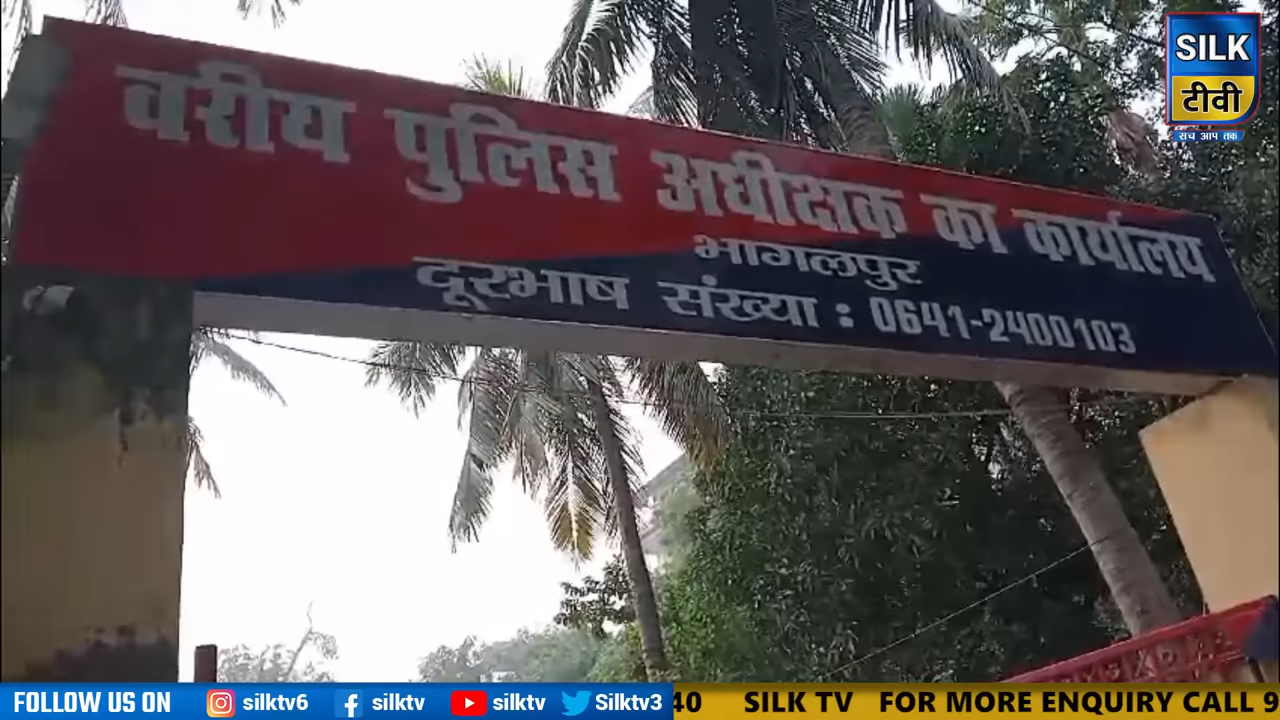 SILK
टीवी
सच आप तक
वरीय पुलिस अधीक्षक का कार्यालय
भागलपुर
दूरभाष संख्या : 0641-2400103
FOLLOW US ON silktv6 silktv silktv Silktv3 40 SILK TV FOR MORE ENQUIRY CALL 9